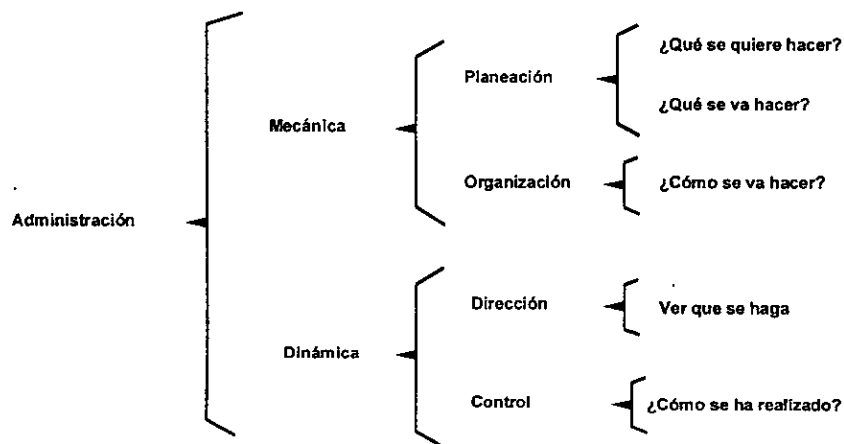 ¿Qué se quiere hacer?
Planeación
¿Qué se va hacer?
Mecánica
Organización
¿Cómo se va hacer?
Administración
Dirección
Ver que se haga
Dinámica
Control
¿Cómo se ha realizado?